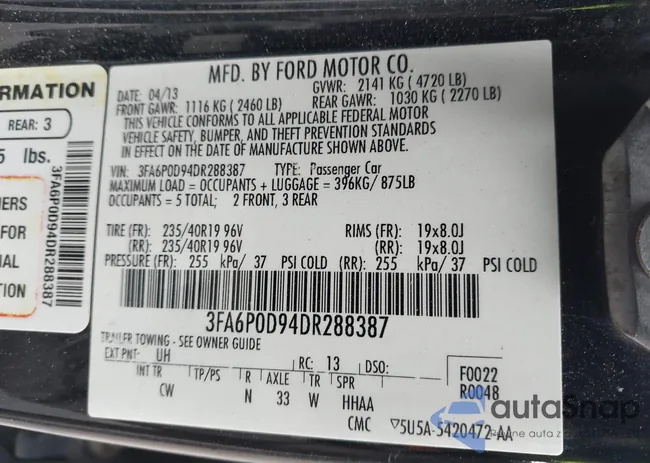 MFD. BY FORD MOTOR CO.
DATE: 04/13 GVWR: 2141 KG ( 4720 LB)
FRONT GAWR: 1116 KG ( 2460 LB) REAR GAWR: 1030 KG ( 2270 LB)
THIS VEHICLE CONFORMS TO ALL APPLICABLE FEDERAL MOTOR
VEHICLE SAFETY, BUMPER, AND THEFT PREVENTION STANDARDS
IN EFFECT ON THE DATE OF MANUFACTURE SHOWN ABOVE.
VIN: 3FA6P0D94DR288387 TYPE: Passenger Car
MAXIMUM LOAD = OCCUPANTS + LUGGAGE = 396KG/ 875LB
OCCUPANTS = 5 TOTAL; 2 FRONT, 3 REAR
TIRE (FR): 235/40R19 96V RIMS (FR): 19x8.0J
(RR): 235/40R19 96V (RR): 19x8.0J
PRESSURE (FR): 255 kPa/ 37 PSI COLD (RR): 255 kPa/ 37 PSI COLD
3FA6P0D94DR288387
TRAILER TOWING - SEE OWNER GUIDE
EXT PNT: UH RC: 13 DSO: F0022
INT TR TP/PS R AXLE TR SPR R0048
CW N 33 W HHAA
CMC ▽5U5A-5420472-AA
ORMATION
REAR: 3
5 lbs.
3FA6P0D94DR288387
ERS
FOR
IAL
TION
autoSnap